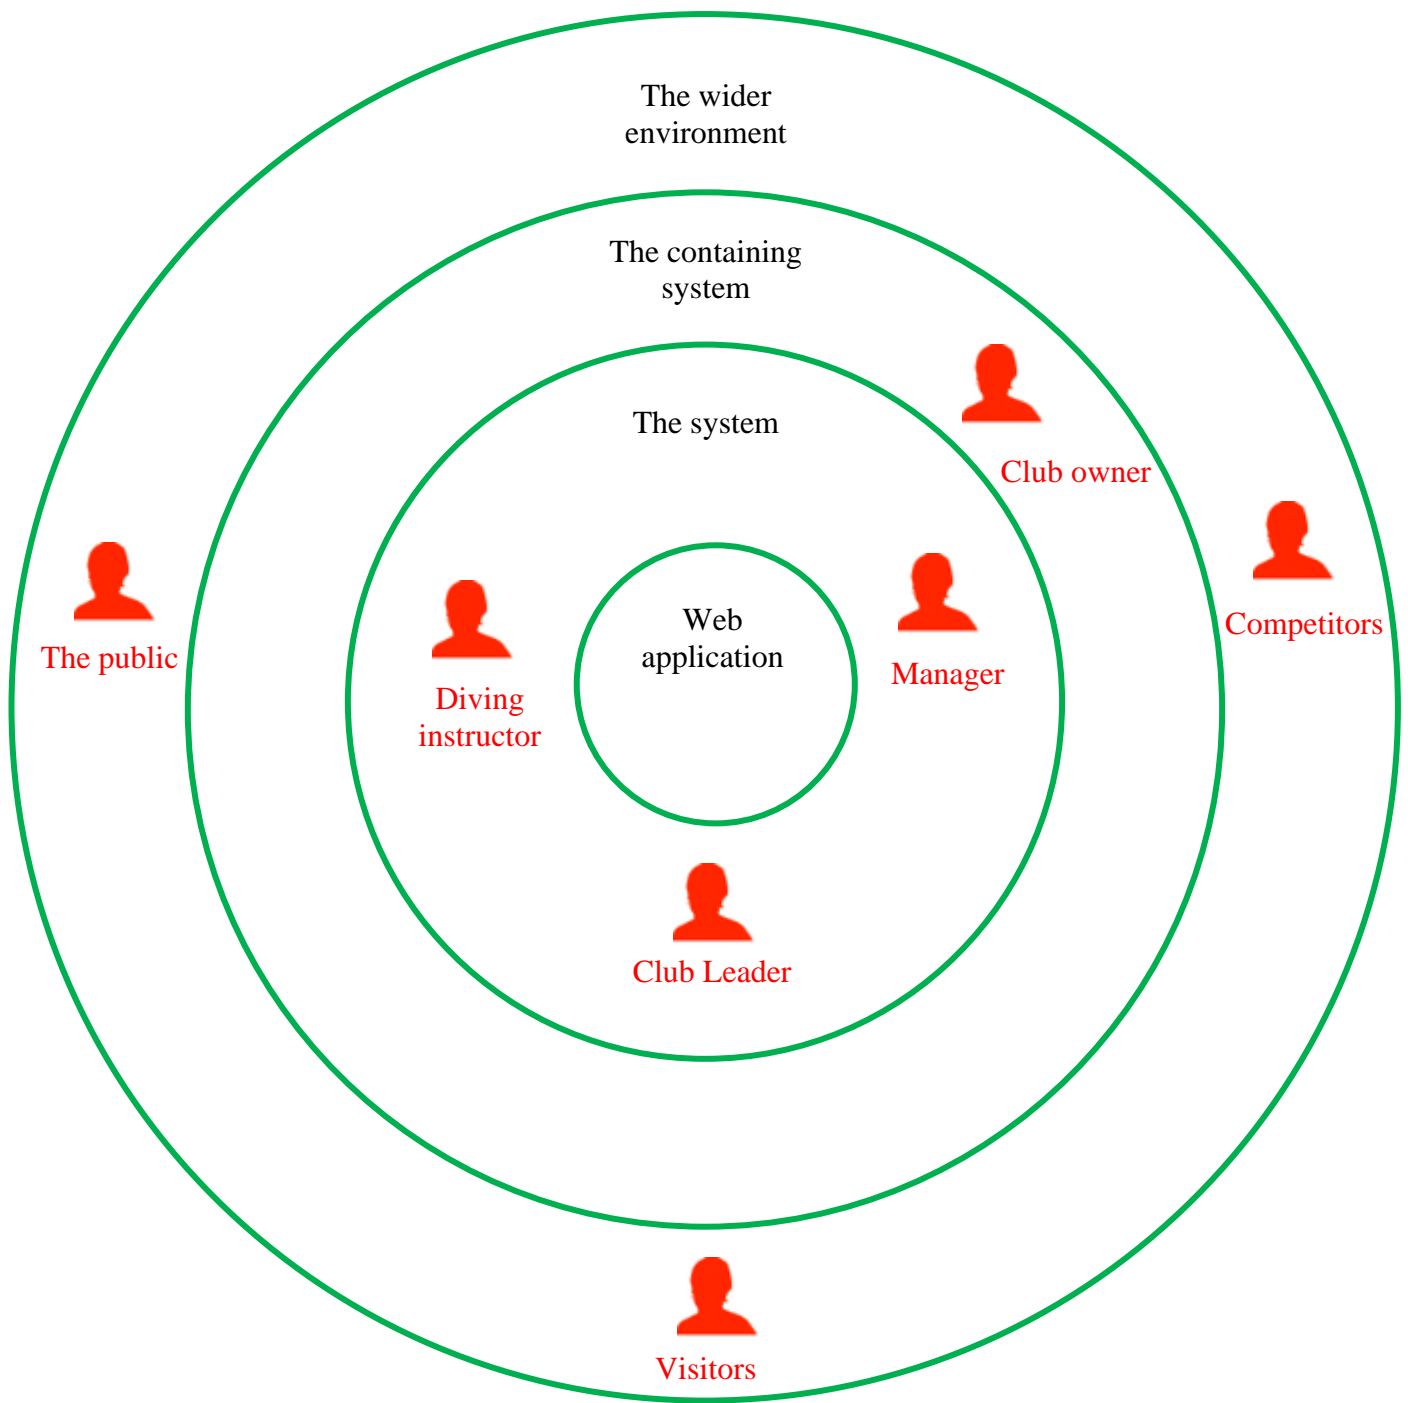 The wider
environment
The containing
system
The system
Club owner
Competitors
Web
application
The public
Manager
Diving
instructor
Club Leader
Visitors